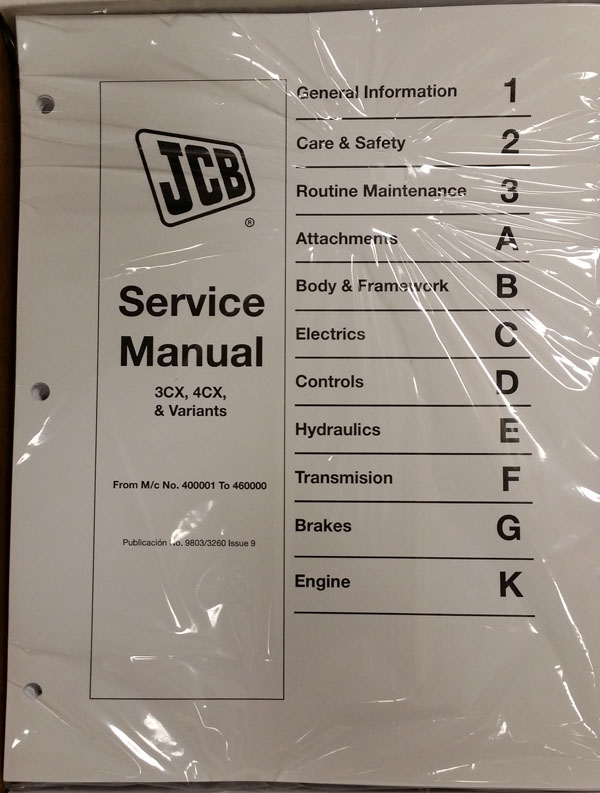 JCB
®
Service
Manual
3CX, 4CX,
& Variants
From M/c No. 400001 To 460000
Publicación No. 9803/3260 Issue 9
General Information 1
Care & Safety 2
Routine Maintenance 3
Attachments A
Body & Framework B
Electrics C
Controls D
Hydraulics E
Transmision F
Brakes G
Engine K